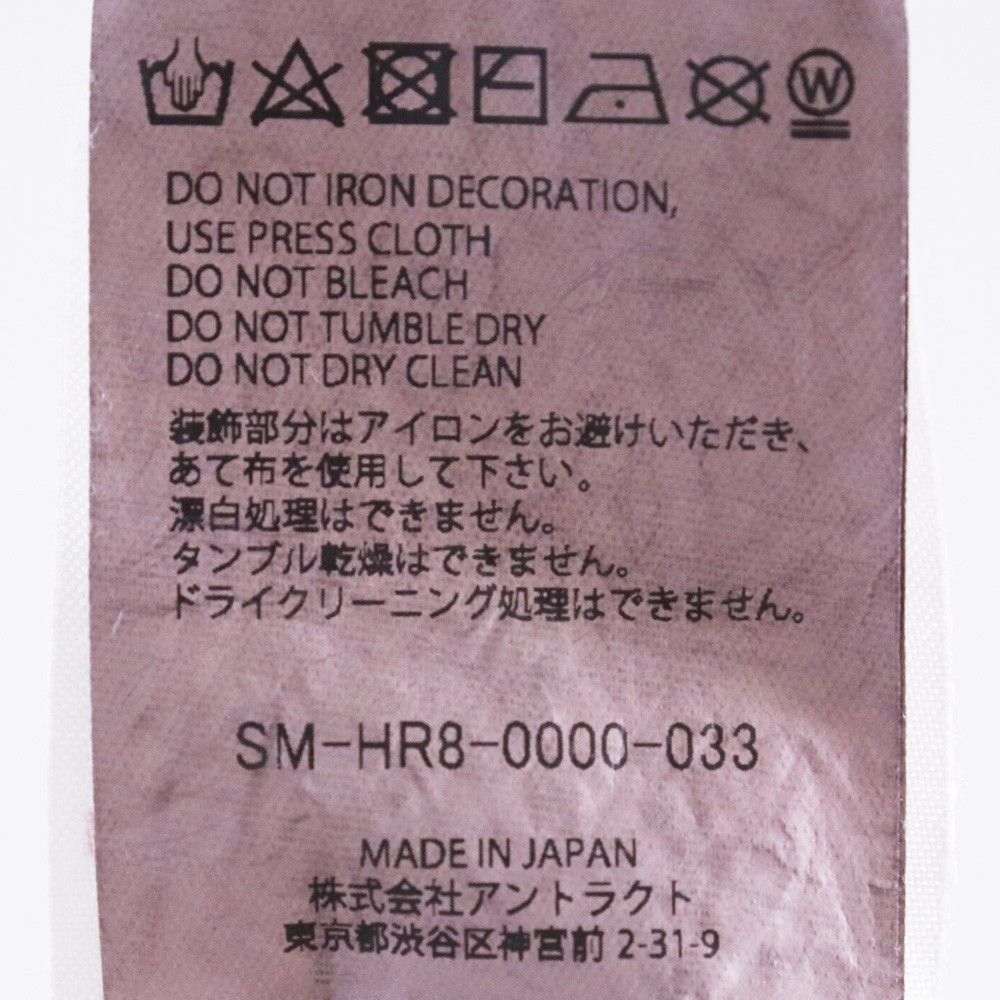 W
DO NOT IRON DECORATION,
USE PRESS CLOTH
DO NOT BLEACH
DO NOT TUMBLE DRY
DO NOT DRY CLEAN
装飾部分はアイロンをお避けいただき、
あて布を使用して下さい。
漂白処理はできません。
タンブル乾燥はできません。
ドライクリーニング処理はできません。
SM-HR8-0000-033
MADE IN JAPAN
株式会社アントラクト
東京都渋谷区神宮前 2-31-9